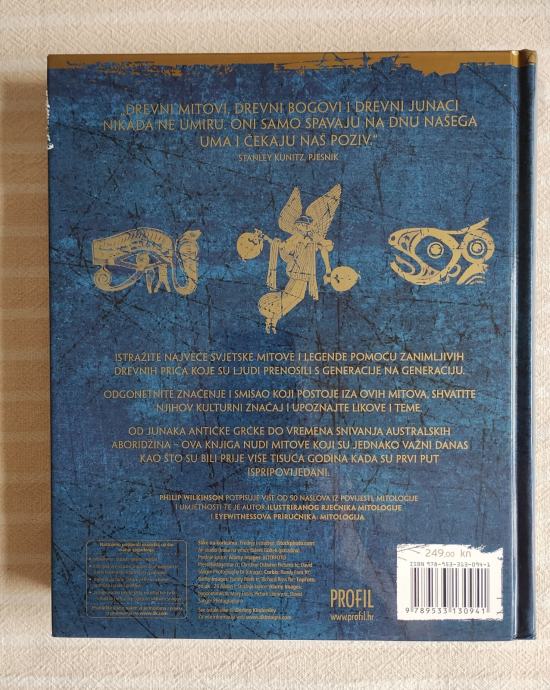 „DREVNI MITOVI, DREVNI BOGOVI I DREVNI JUNACI
NIKADA NE UMIRU. ONI SAMO SPAVAJU NA DNU NAŠEGA
UMA I ČEKAJU NAŠ POZIV.“
STANLEY KUNITZ, PJESNIK
ISTRAŽITE NAJVEĆE SVJETSKE MITOVE I LEGENDE POMOĆU ZANIMLJIVIH
DREVNIH PRIČA KOJE SU LJUDI PRENOSILI S GENERACIJE NA GENERACIJU.
ODGONETNITE ZNAČENJE I SMISAO KOJI POSTOJE IZA OVIH MITOVA, SHVATITE
NJIHOV KULTURNI ZNAČAJ I UPOZNAJTE LIKOVE I TEME.
OD JUNAKA ANTIČKE GRČKE DO VREMENA SNIVANJA AUSTRALSKIH
ABORIDŽINA – OVA KNJIGA NUDI MITOVE KOJI SU JEDNAKO VAŽNI DANAS
KAO ŠTO SU BILI PRIJE VIŠE TISUĆA GODINA KADA SU PRVI PUT
ISPRIPOVIJEDANI.
PHILIP WILKINSON POTPISUJE VIŠE OD 50 NASLOVA IZ POVIJESTI, MITOLOGIJE
I UMJETNOSTI TE JE AUTOR ILUSTRIRANOG RJEČNIKA MITOLOGIJE
I EYEWITNESSOVA PRIRUČNIKA: MITOLOGIJA
PROFIL
www.profil.hr
249,00 kn
ISBN 978-953-313-094-1
9 789533 130941